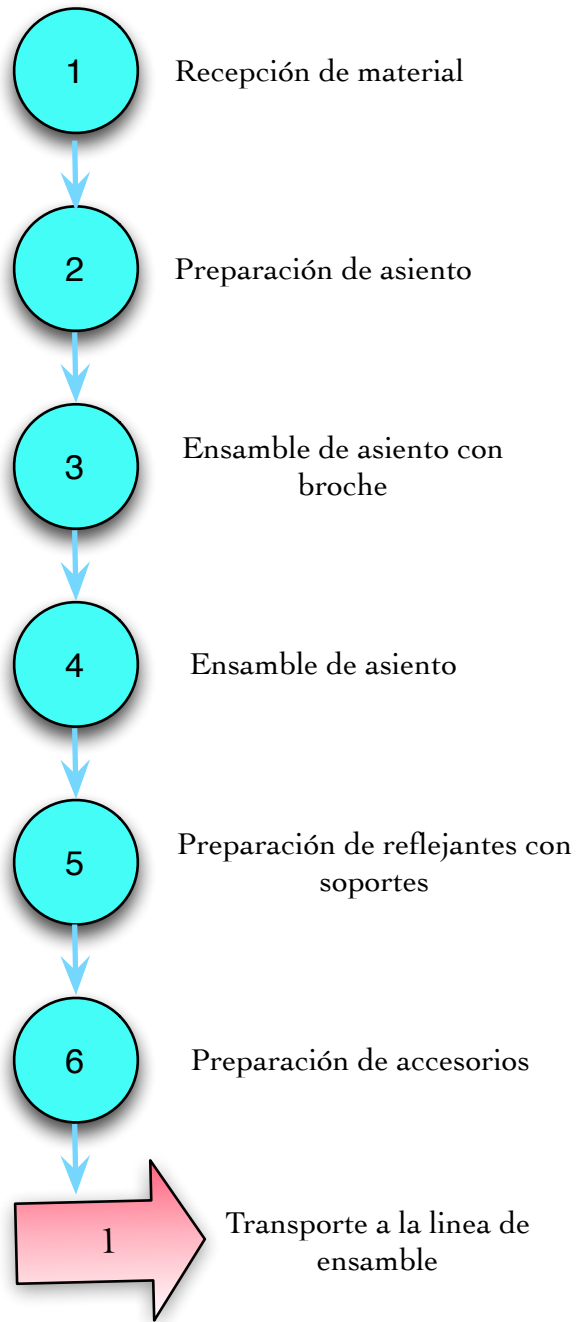 1
Recepción de material
2
Preparación de asiento
3
Ensamble de asiento con
broche
4
Ensamble de asiento
5
Preparación de reflejantes con
soportes
6
Preparación de accesorios
1
Transporte a la linea de
ensamble